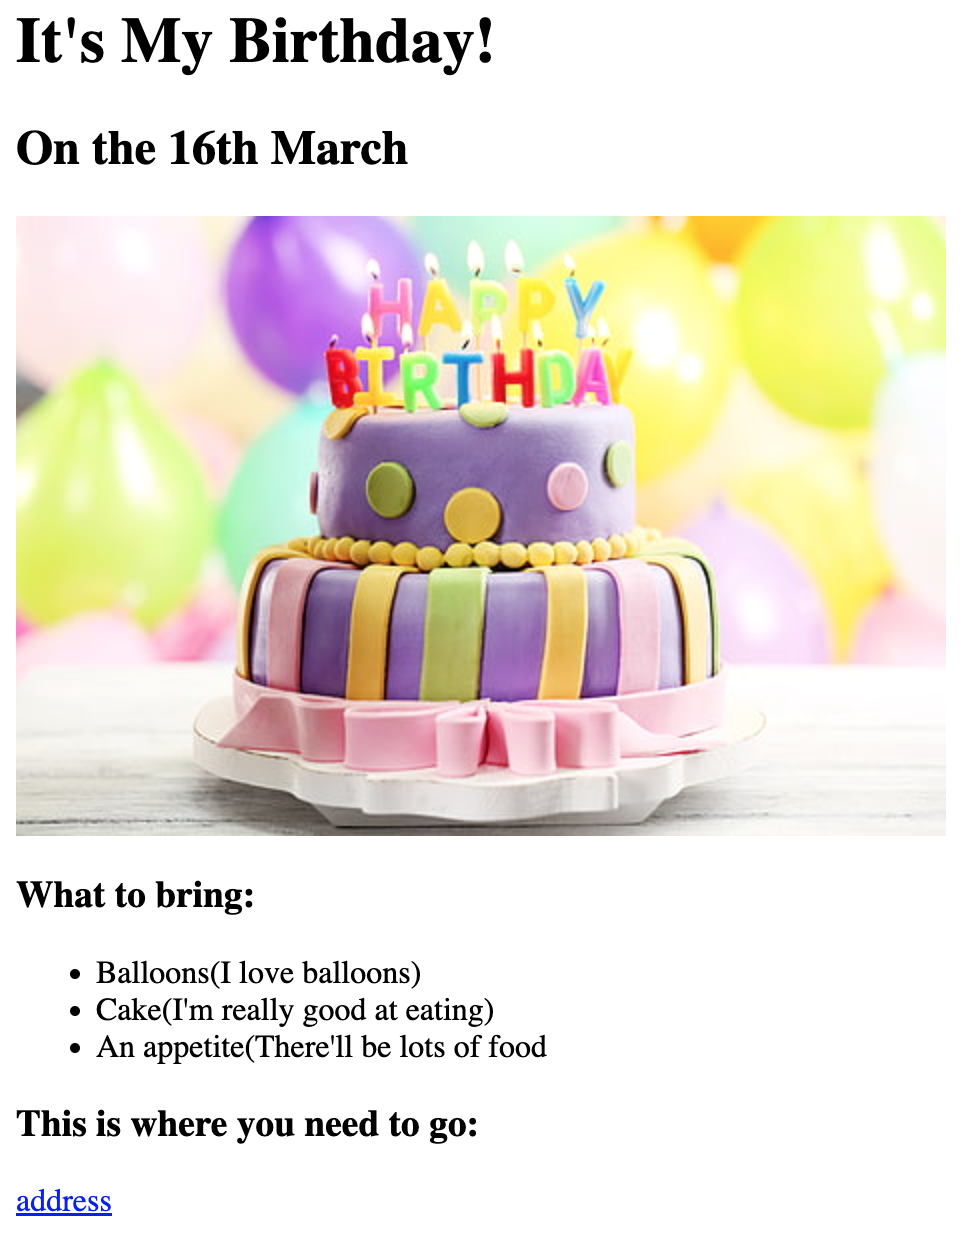 It's My Birthday!
On the 16th March
HAPPY
BIRTHDAY
What to bring:
Balloons(I love balloons)
Cake(I'm really good at eating)
An appetite(There'll be lots of food
This is where you need to go:
address